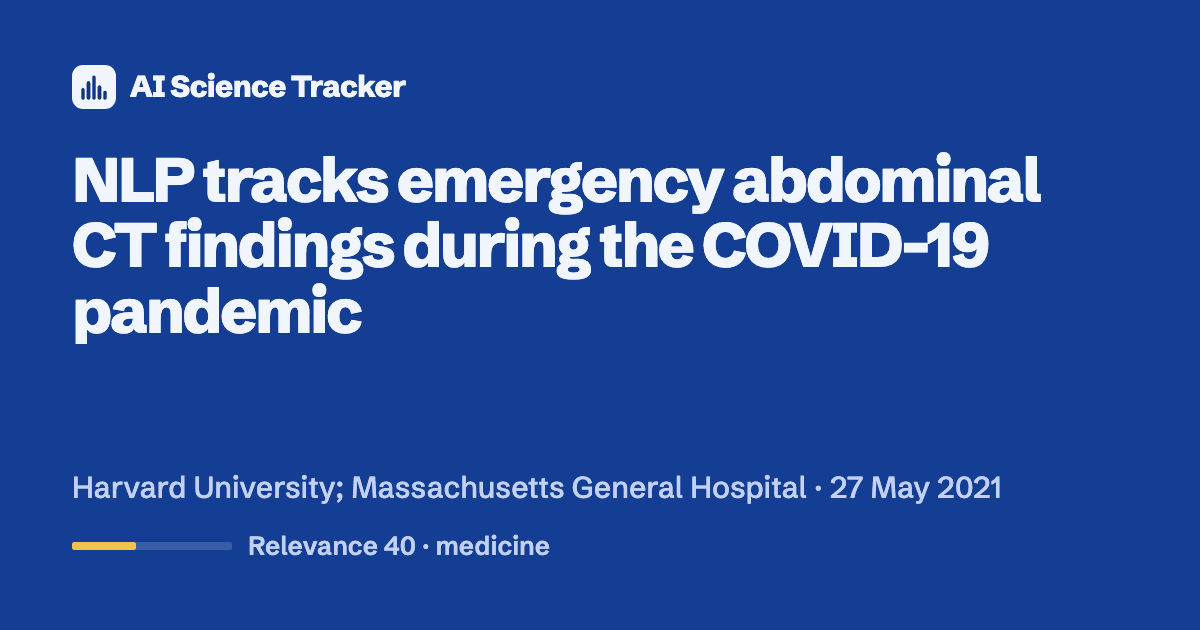 AI Science Tracker
NLP tracks emergency abdominal
CT findings during the COVID-19
pandemic
Harvard University; Massachusetts General Hospital · 27 May 2021
Relevance 40 · medicine